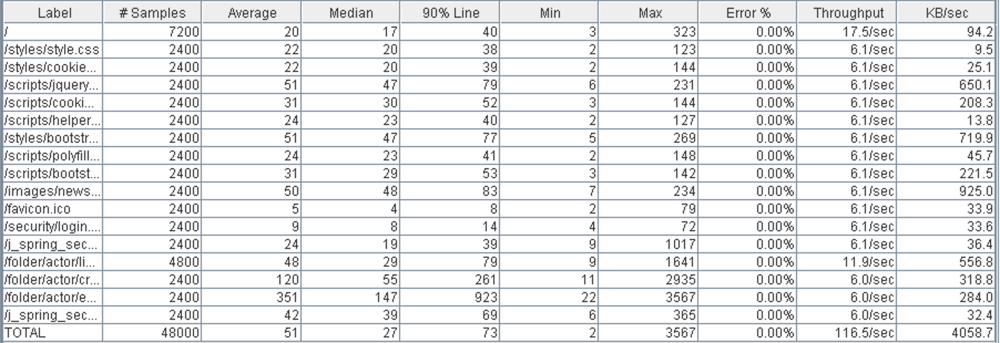 Label # Samples Average Median 90% Line Min Max Error % Throughput KB/sec
/ 7200 20 17 40 3 323 0.00% 17.5/sec 94.2
/styles/style.css 2400 22 20 38 2 123 0.00% 6.1/sec 9.5
/styles/cookie... 2400 22 20 39 2 144 0.00% 6.1/sec 25.1
/scripts/jquery... 2400 51 47 79 6 231 0.00% 6.1/sec 650.1
/scripts/cooki... 2400 31 30 52 3 144 0.00% 6.1/sec 208.3
/scripts/helper... 2400 24 23 40 2 127 0.00% 6.1/sec 13.8
/styles/bootstr... 2400 51 47 77 5 269 0.00% 6.1/sec 719.9
/scripts/polyfill... 2400 24 23 41 2 148 0.00% 6.1/sec 45.7
/scripts/bootst... 2400 31 29 53 3 142 0.00% 6.1/sec 221.5
/images/news... 2400 50 48 83 7 234 0.00% 6.1/sec 925.0
/favicon.ico 2400 5 4 8 2 79 0.00% 6.1/sec 33.9
/security/login.... 2400 9 8 14 4 72 0.00% 6.1/sec 33.6
/j_spring_sec... 2400 24 19 39 9 1017 0.00% 6.1/sec 36.4
/folder/actor/li... 4800 48 29 79 9 1641 0.00% 11.9/sec 556.8
/folder/actor/cr... 2400 120 55 261 11 2935 0.00% 6.0/sec 318.8
/folder/actor/e... 2400 351 147 923 22 3567 0.00% 6.0/sec 284.0
/j_spring_sec... 2400 42 39 69 6 365 0.00% 6.0/sec 32.4
TOTAL 48000 51 27 73 2 3567 0.00% 116.5/sec 4058.7